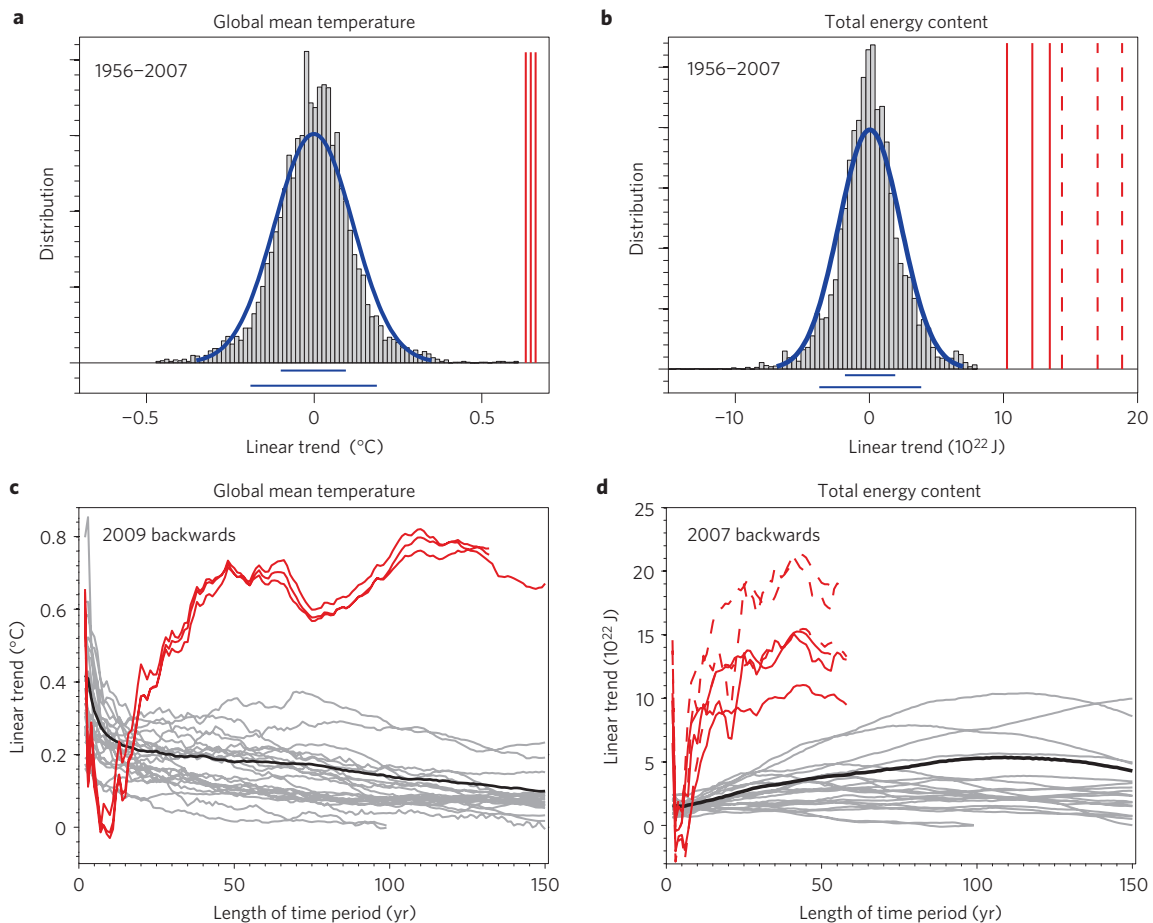 a
Global mean temperature
1956–2007
Distribution
−0.5
0
0.5
Linear trend (°C)
b
Total energy content
1956–2007
Distribution
−10
0
10
20
Linear trend (10²² J)
c
Global mean temperature
2009 backwards
Linear trend (°C)
0.8
0.6
0.4
0.2
0
0
50
100
150
Length of time period (yr)
d
Total energy content
2007 backwards
Linear trend (10²² J)
25
20
15
10
5
0
0
50
100
150
Length of time period (yr)